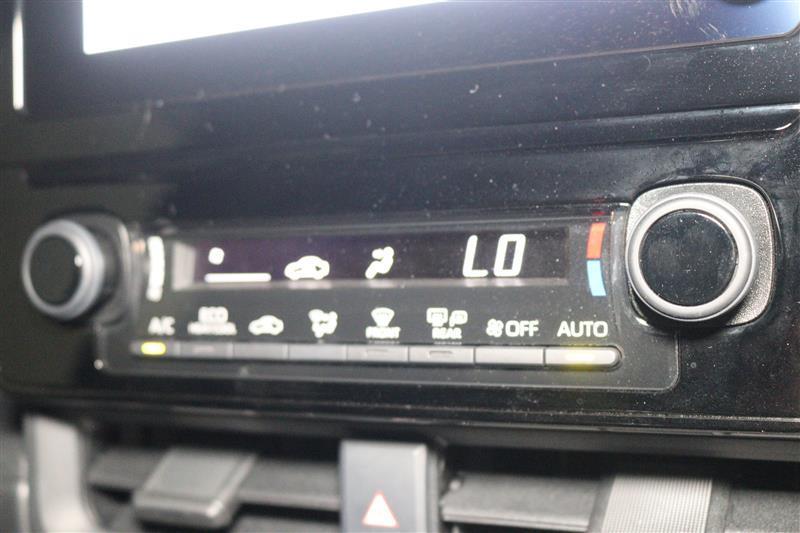 LO
A/C ECO FRONT REAR OFF AUTO